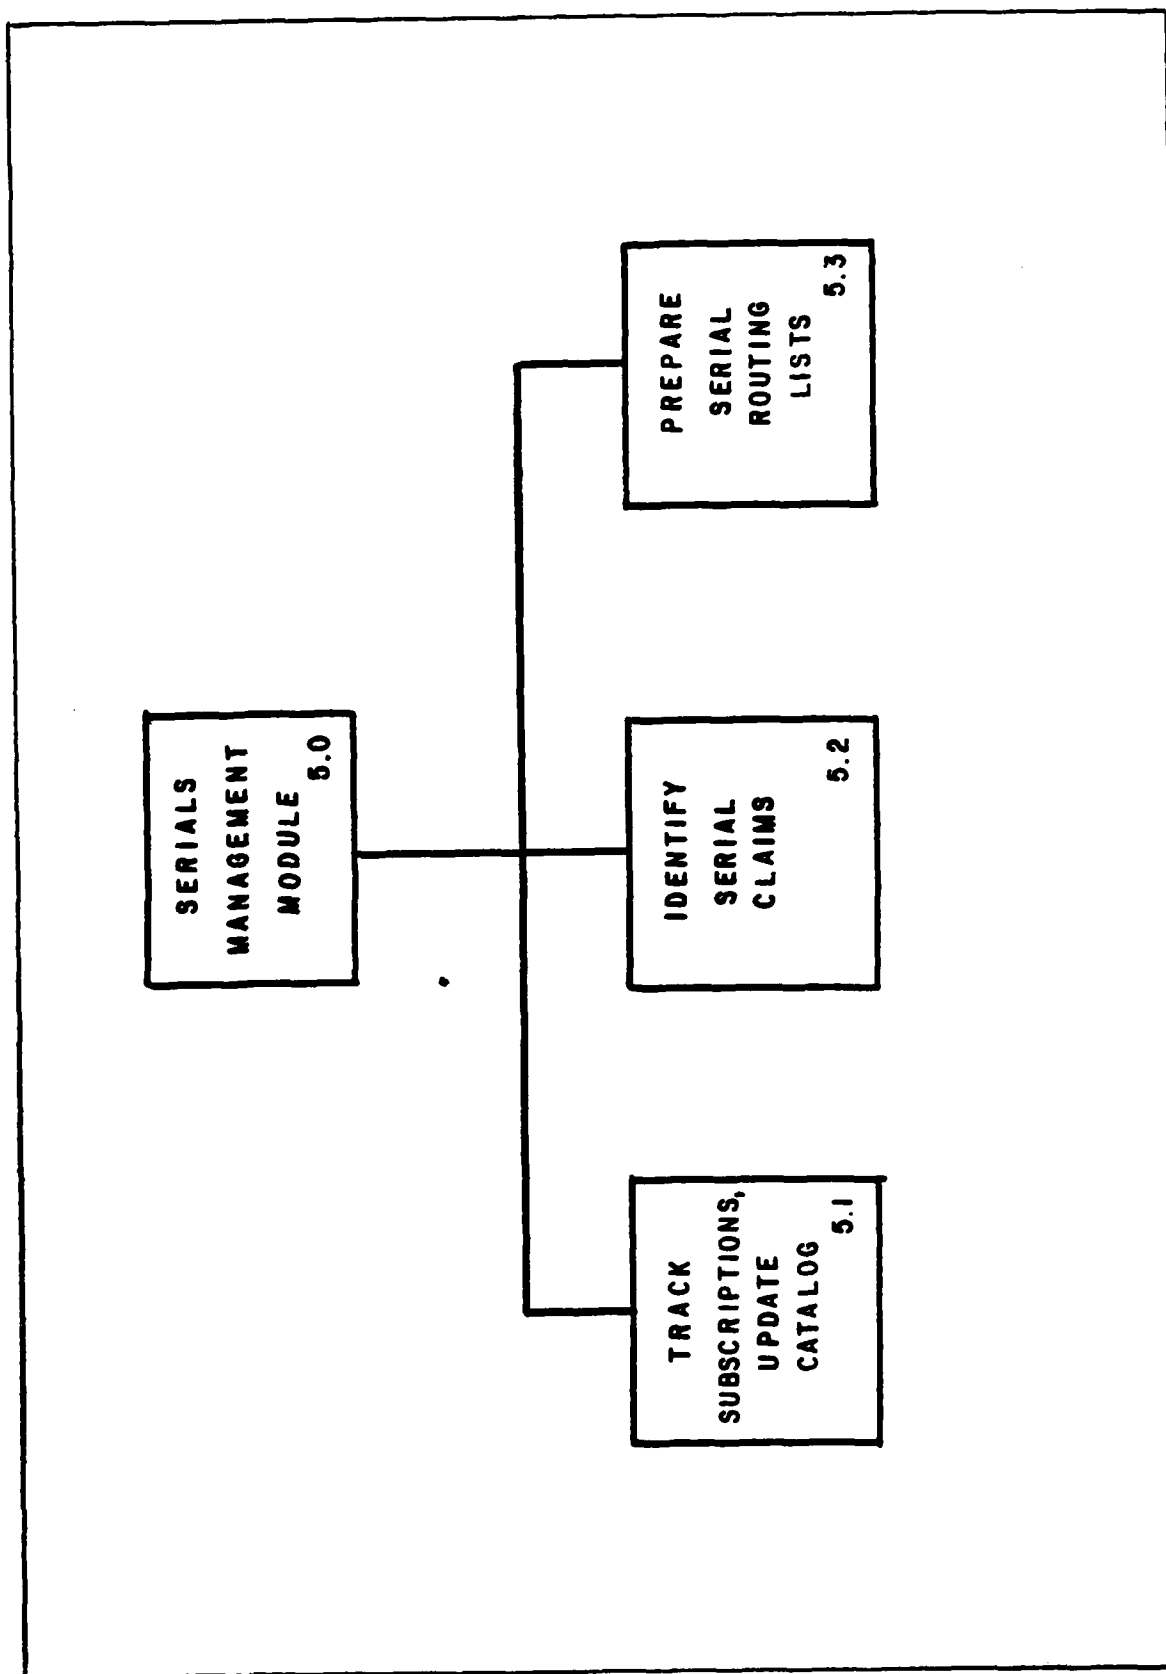 SERIALS
MANAGEMENT
MODULE
5.0
TRACK
SUBSCRIPTIONS,
UPDATE
CATALOG
5.1
IDENTIFY
SERIAL
CLAIMS
5.2
PREPARE
SERIAL
ROUTING
LISTS
5.3